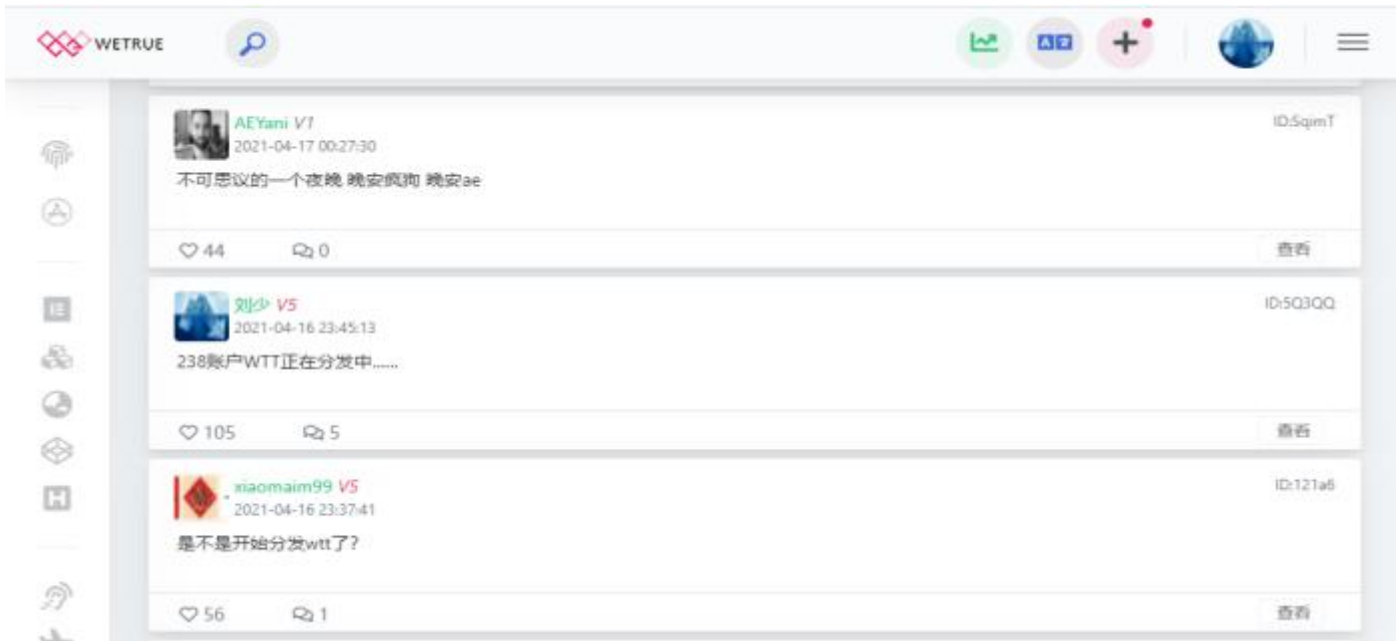 WETRUE
AEYani V1
ID:5qimT
2021-04-17 00:27:30
不可思议的一个夜晚 晚安疯狗 晚安ae
44 0 查看
刘少 V5
ID:5Q3QQ
2021-04-16 23:45:13
238账户WTT正在分发中......
105 5 查看
xiaomaim99 V5
ID:121a6
2021-04-16 23:37:41
是不是开始分发wtt了?
56 1 查看